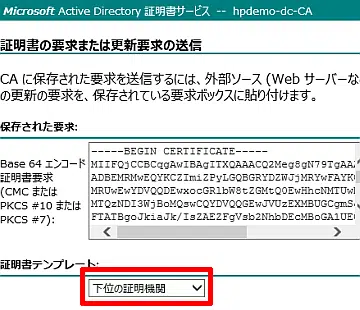 Microsoft Active Directory 証明書サービス -- hpdemo-dc-CA
証明書の要求または更新要求の送信
CA に保存された要求を送信するには、外部ソース (Web サーバーな
の更新の要求を、保存されている要求ボックスに貼り付けます。
保存された要求:
-----BEGIN CERTIFICATE-----
Base 64 エンコード
証明書要求
(CMC または
PKCS #10 または
PKCS #7):
証明書テンプレート:
下位の証明機関